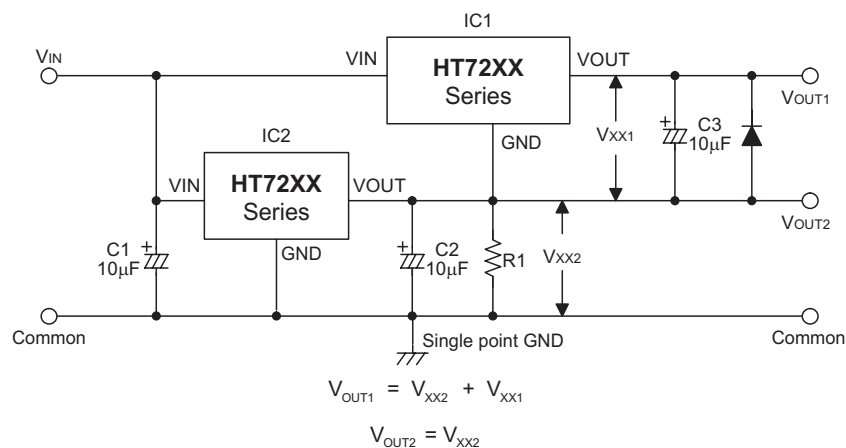 IC1
VIN
VIN
HT72XX
Series
VOUT
VOUT1
GND
VXX1
C3
10μF
IC2
VIN
HT72XX
Series
VOUT
VOUT2
GND
C1
10μF
C2
10μF
R1
VXX2
Common
Single point GND
Common
VOUT1 = VXX2 + VXX1
VOUT2 = VXX2